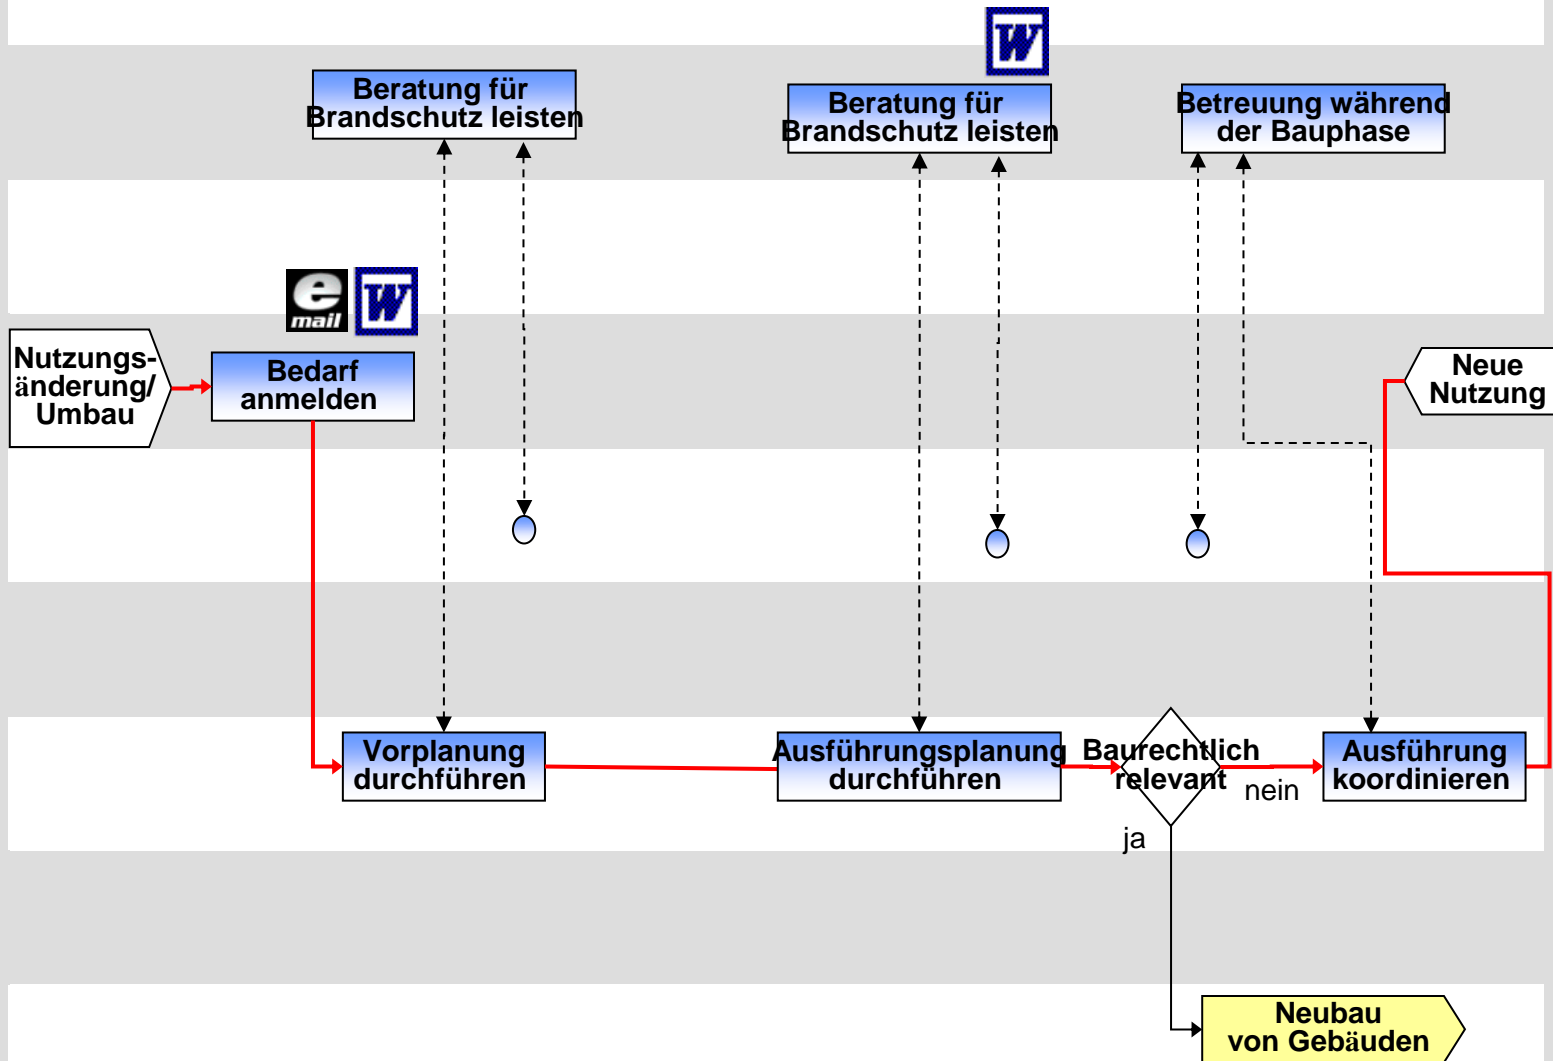 W
Beratung für
Brandschutz leisten
Beratung für
Brandschutz leisten
Betreuung während
der Bauphase
e
mail
W
Nutzungs-
änderung/
Umbau
Bedarf
anmelden
Neue
Nutzung
Vorplanung
durchführen
Ausführungsplanung
durchführen
Baurechtlich
relevant
nein
ja
Ausführung
koordinieren
Neubau
von Gebäuden